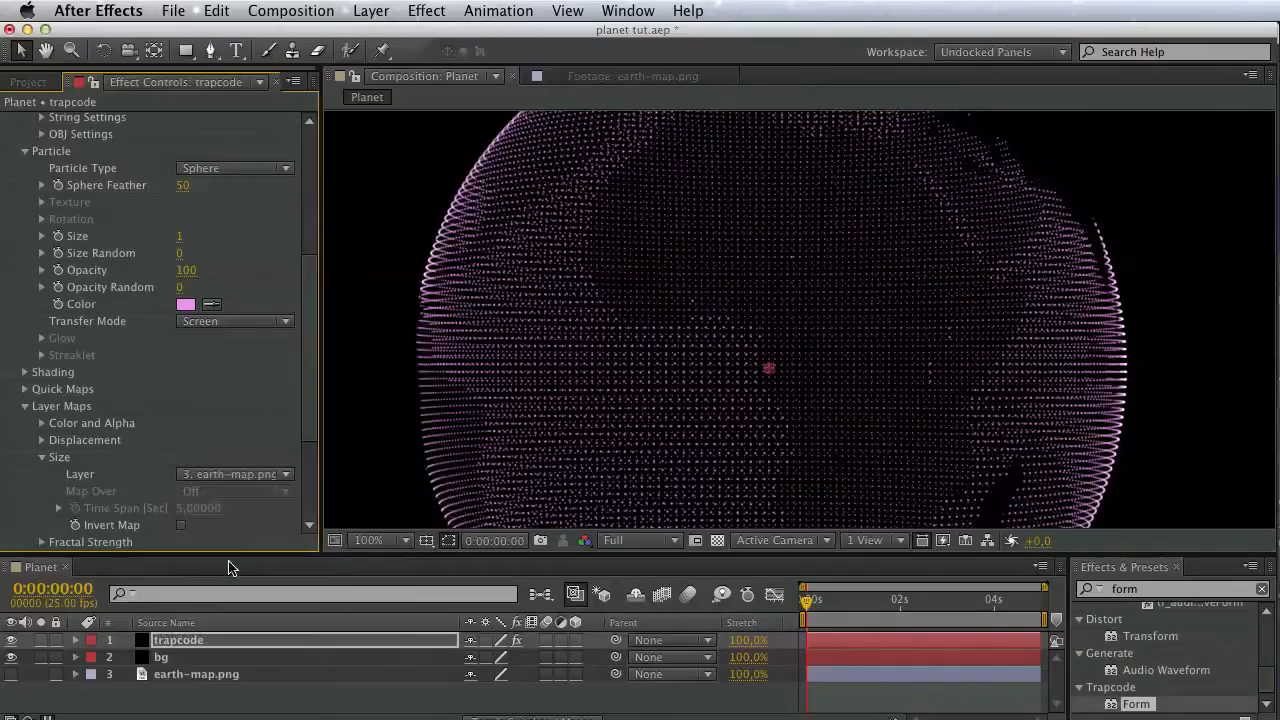 After Effects File Edit Composition Layer Effect Animation View Window Help
planet tut.aep *
Workspace: Undocked Panels Search Help
Project Effect Controls: trapcode Composition: Planet Footage: earth-map.png
Planet • trapcode Planet
String Settings
OBJ Settings
Particle
Particle Type Sphere
Sphere Feather 50
Texture
Rotation
Size 1
Size Random 0
Opacity 100
Opacity Random 0
Color
Transfer Mode Screen
Glow
Streaklet
Shading
Quick Maps
Layer Maps
Color and Alpha
Displacement
Size
Layer 3. earth-map.png
Map Over Off
Time Span [Sec] 5,00000
Invert Map
Fractal Strength
100% 0:00:00:00 Full Active Camera 1 View +0,0
Planet
0:00:00:00
00000 (25.00 fps)
# Source Name Parent Stretch
1 trapcode fx None 100,0%
2 bg None 100,0%
3 earth-map.png None 100,0%
00s 02s 04s
Effects & Presets
form
Distort
Transform
Generate
Audio Waveform
Trapcode
Form